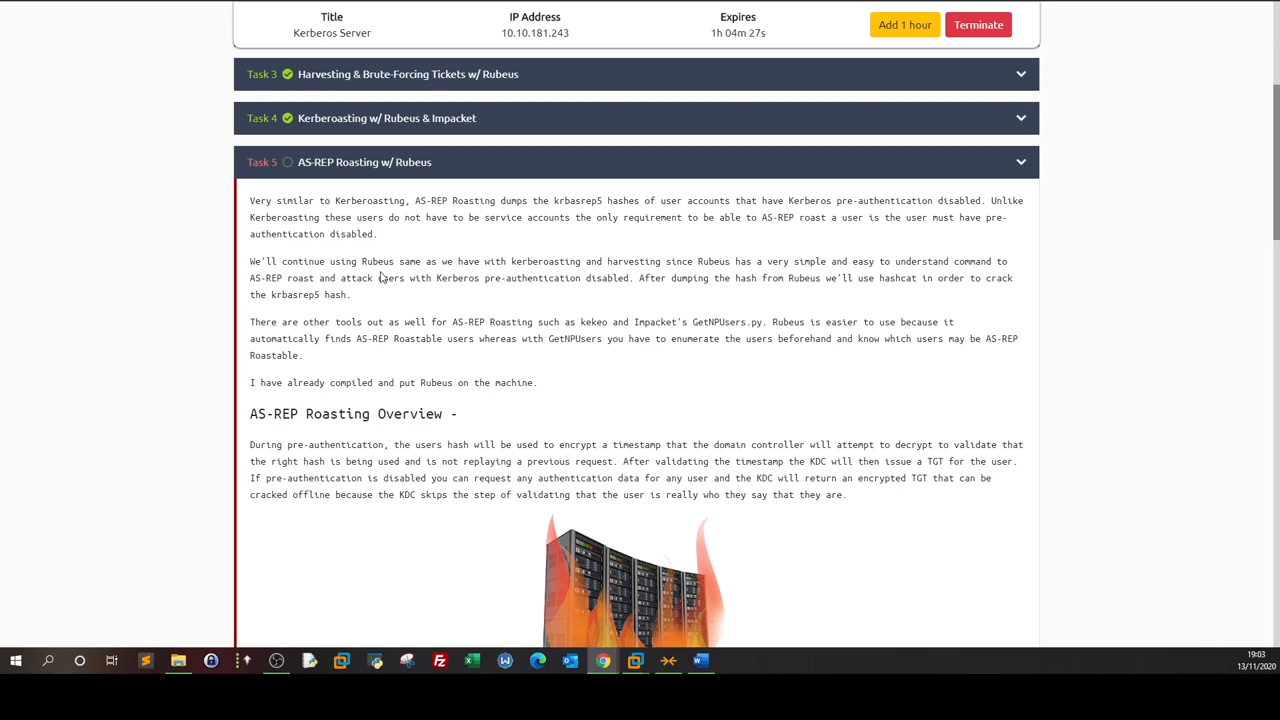 Title IP Address Expires
Kerberos Server 10.10.181.243 1h 04m 27s Add 1 hour Terminate
Task 3 Harvesting & Brute-Forcing Tickets w/ Rubeus
Task 4 Kerberoasting w/ Rubeus & Impacket
Task 5 AS-REP Roasting w/ Rubeus
Very similar to Kerberoasting, AS-REP Roasting dumps the krbasrep5 hashes of user accounts that have Kerberos pre-authentication disabled. Unlike
Kerberoasting these users do not have to be service accounts the only requirement to be able to AS-REP roast a user is the user must have pre-
authentication disabled.
We'll continue using Rubeus same as we have with kerberoasting and harvesting since Rubeus has a very simple and easy to understand command to
AS-REP roast and attack users with Kerberos pre-authentication disabled. After dumping the hash from Rubeus we'll use hashcat in order to crack
the krbasrep5 hash.
There are other tools out as well for AS-REP Roasting such as kekeo and Impacket's GetNPUsers.py. Rubeus is easier to use because it
automatically finds AS-REP Roastable users whereas with GetNPUsers you have to enumerate the users beforehand and know which users may be AS-REP
Roastable.
I have already compiled and put Rubeus on the machine.
AS-REP Roasting Overview -
During pre-authentication, the users hash will be used to encrypt a timestamp that the domain controller will attempt to decrypt to validate that
the right hash is being used and is not replaying a previous request. After validating the timestamp the KDC will then issue a TGT for the user.
If pre-authentication is disabled you can request any authentication data for any user and the KDC will return an encrypted TGT that can be
cracked offline because the KDC skips the step of validating that the user is really who they say that they are.
19:03
13/11/2020